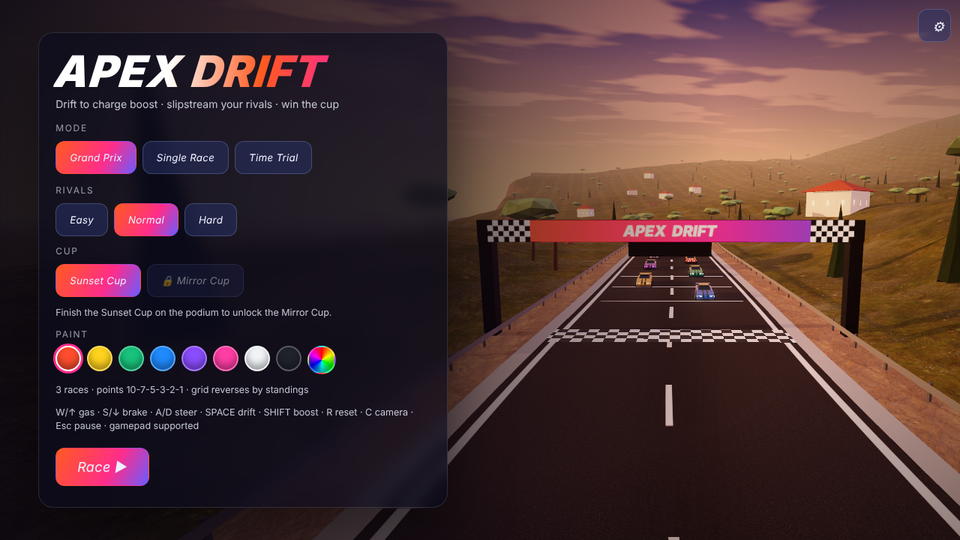 APEX DRIFT
Drift to charge boost · slipstream your rivals · win the cup
MODE
Grand Prix
Single Race
Time Trial
RIVALS
Easy
Normal
Hard
CUP
Sunset Cup
🔒 Mirror Cup
Finish the Sunset Cup on the podium to unlock the Mirror Cup.
PAINT
3 races · points 10-7-5-3-2-1 · grid reverses by standings
W/↑ gas · S/↓ brake · A/D steer · SPACE drift · SHIFT boost · R reset · C camera ·
Esc pause · gamepad supported
Race ▶
APEX DRIFT